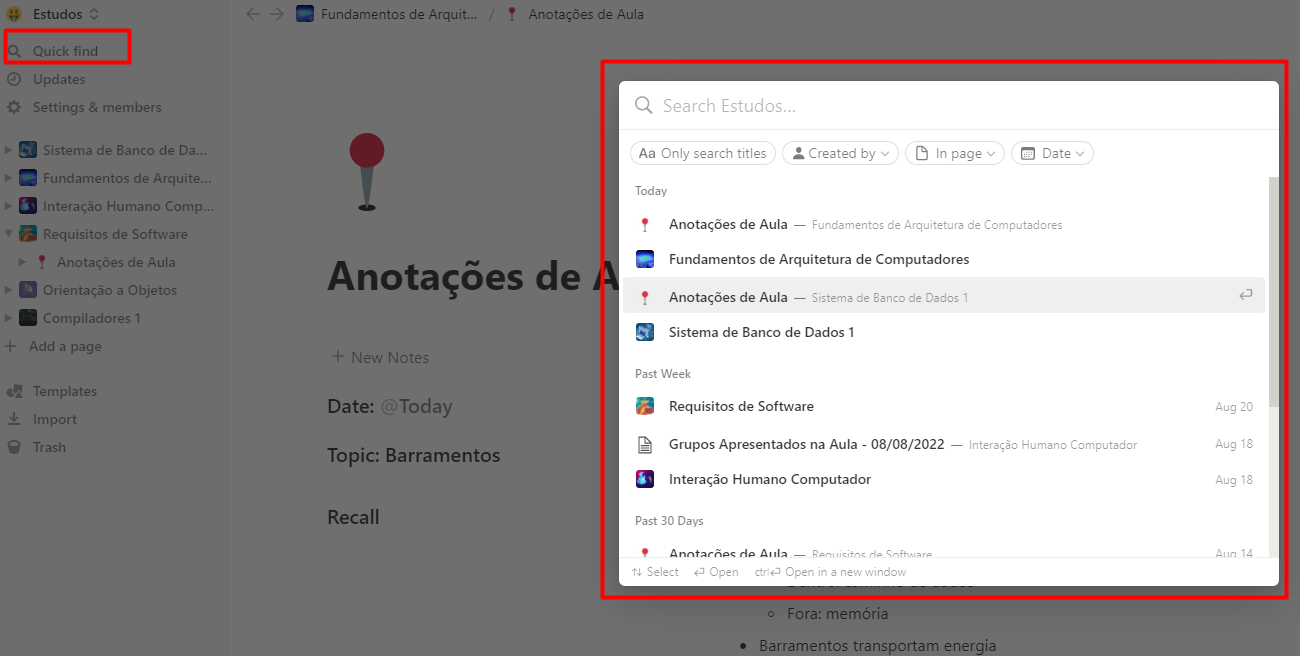 Estudos
Quick find
Updates
Settings & members
Sistema de Banco de Da...
Fundamentos de Arquite...
Interação Humano Comp...
Requisitos de Software
Anotações de Aula
Orientação a Objetos
Compiladores 1
Add a page
Templates
Import
Trash
Fundamentos de Arquit... / Anotações de Aula
Anotações de A
New Notes
Date: @Today
Topic: Barramentos
Recall
Search Estudos...
Aa Only search titles Created by In page Date
Today
Anotações de Aula — Fundamentos de Arquitetura de Computadores
Fundamentos de Arquitetura de Computadores
Anotações de Aula — Sistema de Banco de Dados 1
Sistema de Banco de Dados 1
Past Week
Requisitos de Software Aug 20
Grupos Apresentados na Aula - 08/08/2022 — Interação Humano Computador Aug 18
Interação Humano Computador Aug 18
Past 30 Days
Anotações de Aula — Requisitos de Software Aug 14
Select Open ctrl Open in a new window
Fora: memória
Barramentos transportam energia